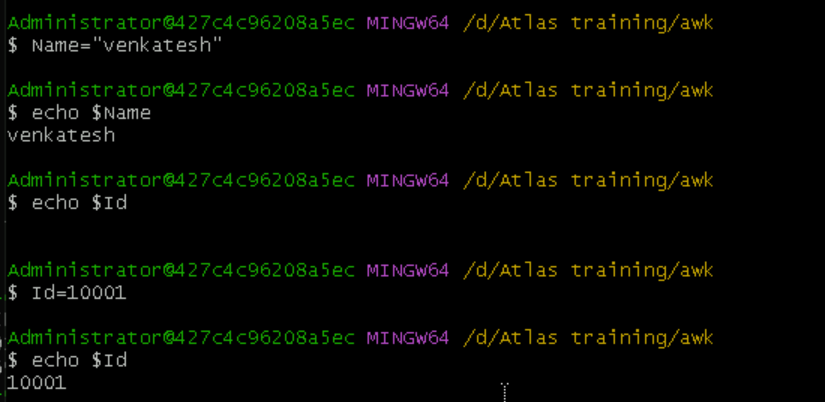 Administrator@427c4c96208a5ec MINGW64 /d/Atlas training/awk
$ Name="venkatesh"
Administrator@427c4c96208a5ec MINGW64 /d/Atlas training/awk
$ echo $Name
venkatesh
Administrator@427c4c96208a5ec MINGW64 /d/Atlas training/awk
$ echo $Id
Administrator@427c4c96208a5ec MINGW64 /d/Atlas training/awk
$ Id=10001
Administrator@427c4c96208a5ec MINGW64 /d/Atlas training/awk
$ echo $Id
10001